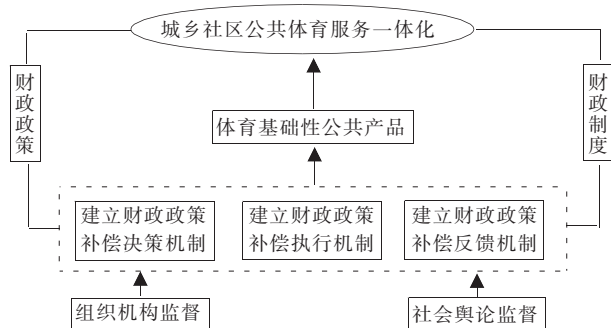 城乡社区公共体育服务一体化
财政政策
财政制度
体育基础性公共产品
建立财政政策
补偿决策机制
建立财政政策
补偿执行机制
建立财政政策
补偿反馈机制
组织机构监督
社会舆论监督